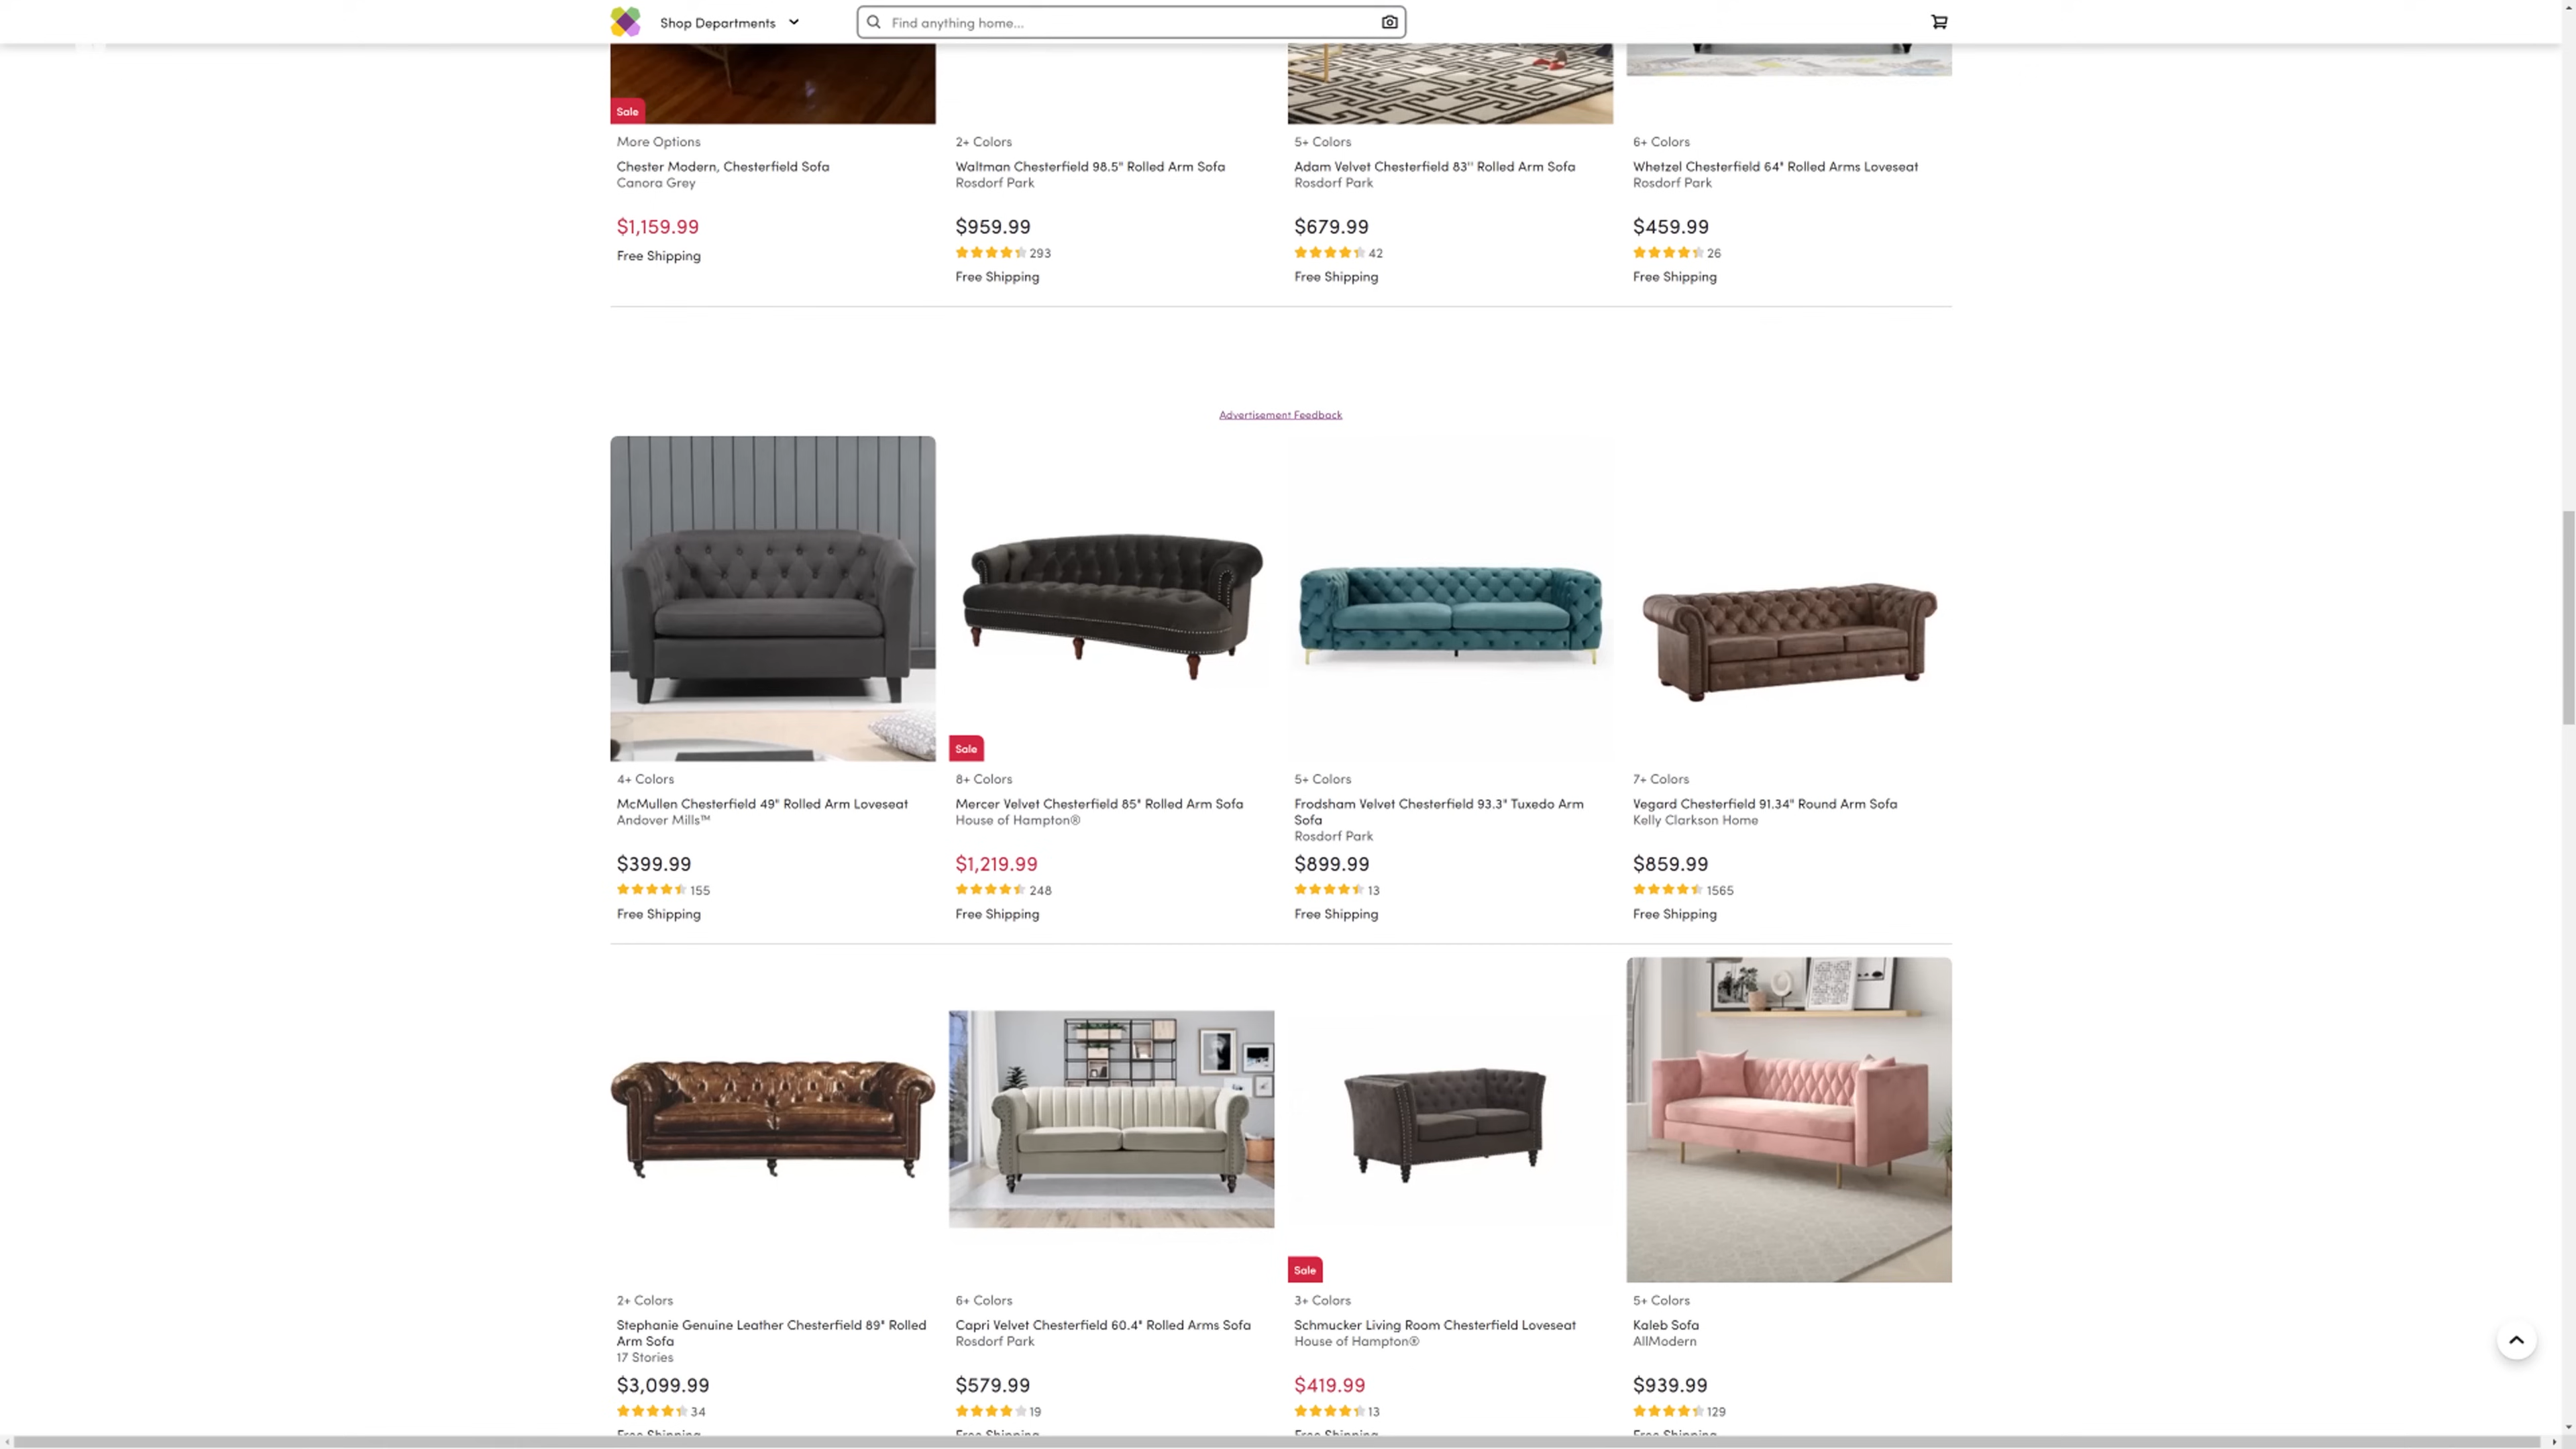 Shop Departments
Find anything home...
Sale
More Options
Chester Modern, Chesterfield Sofa
Canora Grey
$1,159.99
Free Shipping
2+ Colors
Waltman Chesterfield 98.5" Rolled Arm Sofa
Rosdorf Park
$959.99
293
Free Shipping
5+ Colors
Adam Velvet Chesterfield 83'' Rolled Arm Sofa
Rosdorf Park
$679.99
42
Free Shipping
6+ Colors
Whetzel Chesterfield 64" Rolled Arms Loveseat
Rosdorf Park
$459.99
26
Free Shipping
Advertisement Feedback
4+ Colors
McMullen Chesterfield 49" Rolled Arm Loveseat
Andover Mills™
$399.99
155
Free Shipping
Sale
8+ Colors
Mercer Velvet Chesterfield 85" Rolled Arm Sofa
House of Hampton®
$1,219.99
248
Free Shipping
5+ Colors
Frodsham Velvet Chesterfield 93.3" Tuxedo Arm
Sofa
Rosdorf Park
$899.99
13
Free Shipping
7+ Colors
Vegard Chesterfield 91.34" Round Arm Sofa
Kelly Clarkson Home
$859.99
1565
Free Shipping
2+ Colors
Stephanie Genuine Leather Chesterfield 89" Rolled
Arm Sofa
17 Stories
$3,099.99
34
Free Shipping
6+ Colors
Capri Velvet Chesterfield 60.4" Rolled Arms Sofa
Rosdorf Park
$579.99
19
Free Shipping
Sale
3+ Colors
Schmucker Living Room Chesterfield Loveseat
House of Hampton®
$419.99
13
Free Shipping
5+ Colors
Kaleb Sofa
AllModern
$939.99
129
Free Shipping